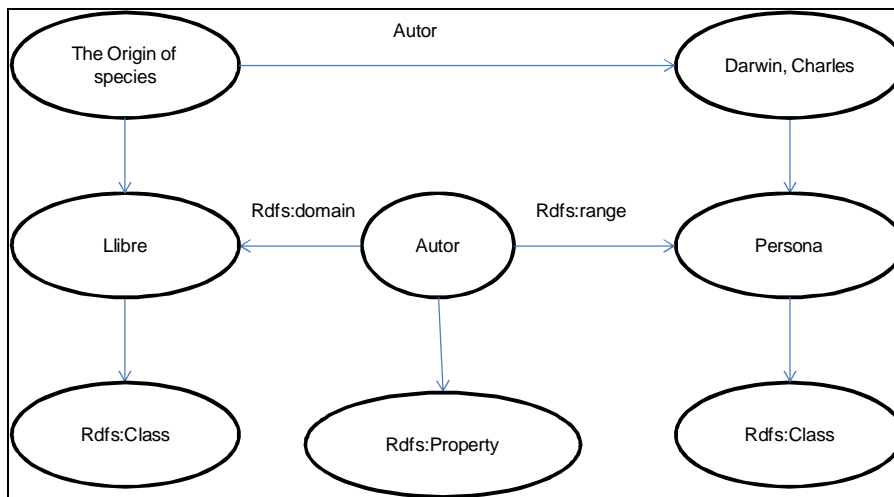 Autor
The Origin of
species
Darwin, Charles
Rdfs:domain
Rdfs:range
Llibre
Autor
Persona
Rdfs:Class
Rdfs:Property
Rdfs:Class